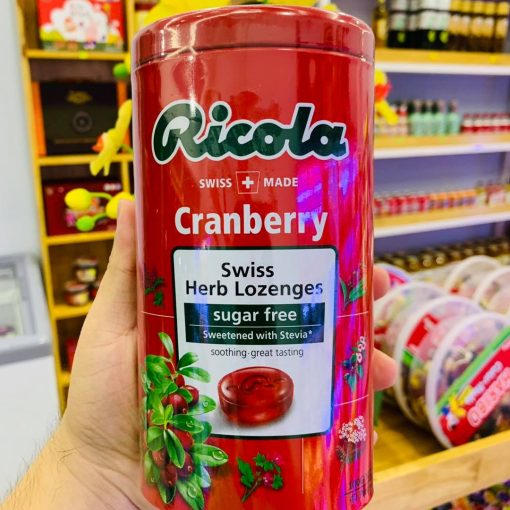 Ricola
SWISS MADE
Cranberry
Swiss
Herb Lozenges
sugar free
Sweetened with Stevia*
soothing·great tasting